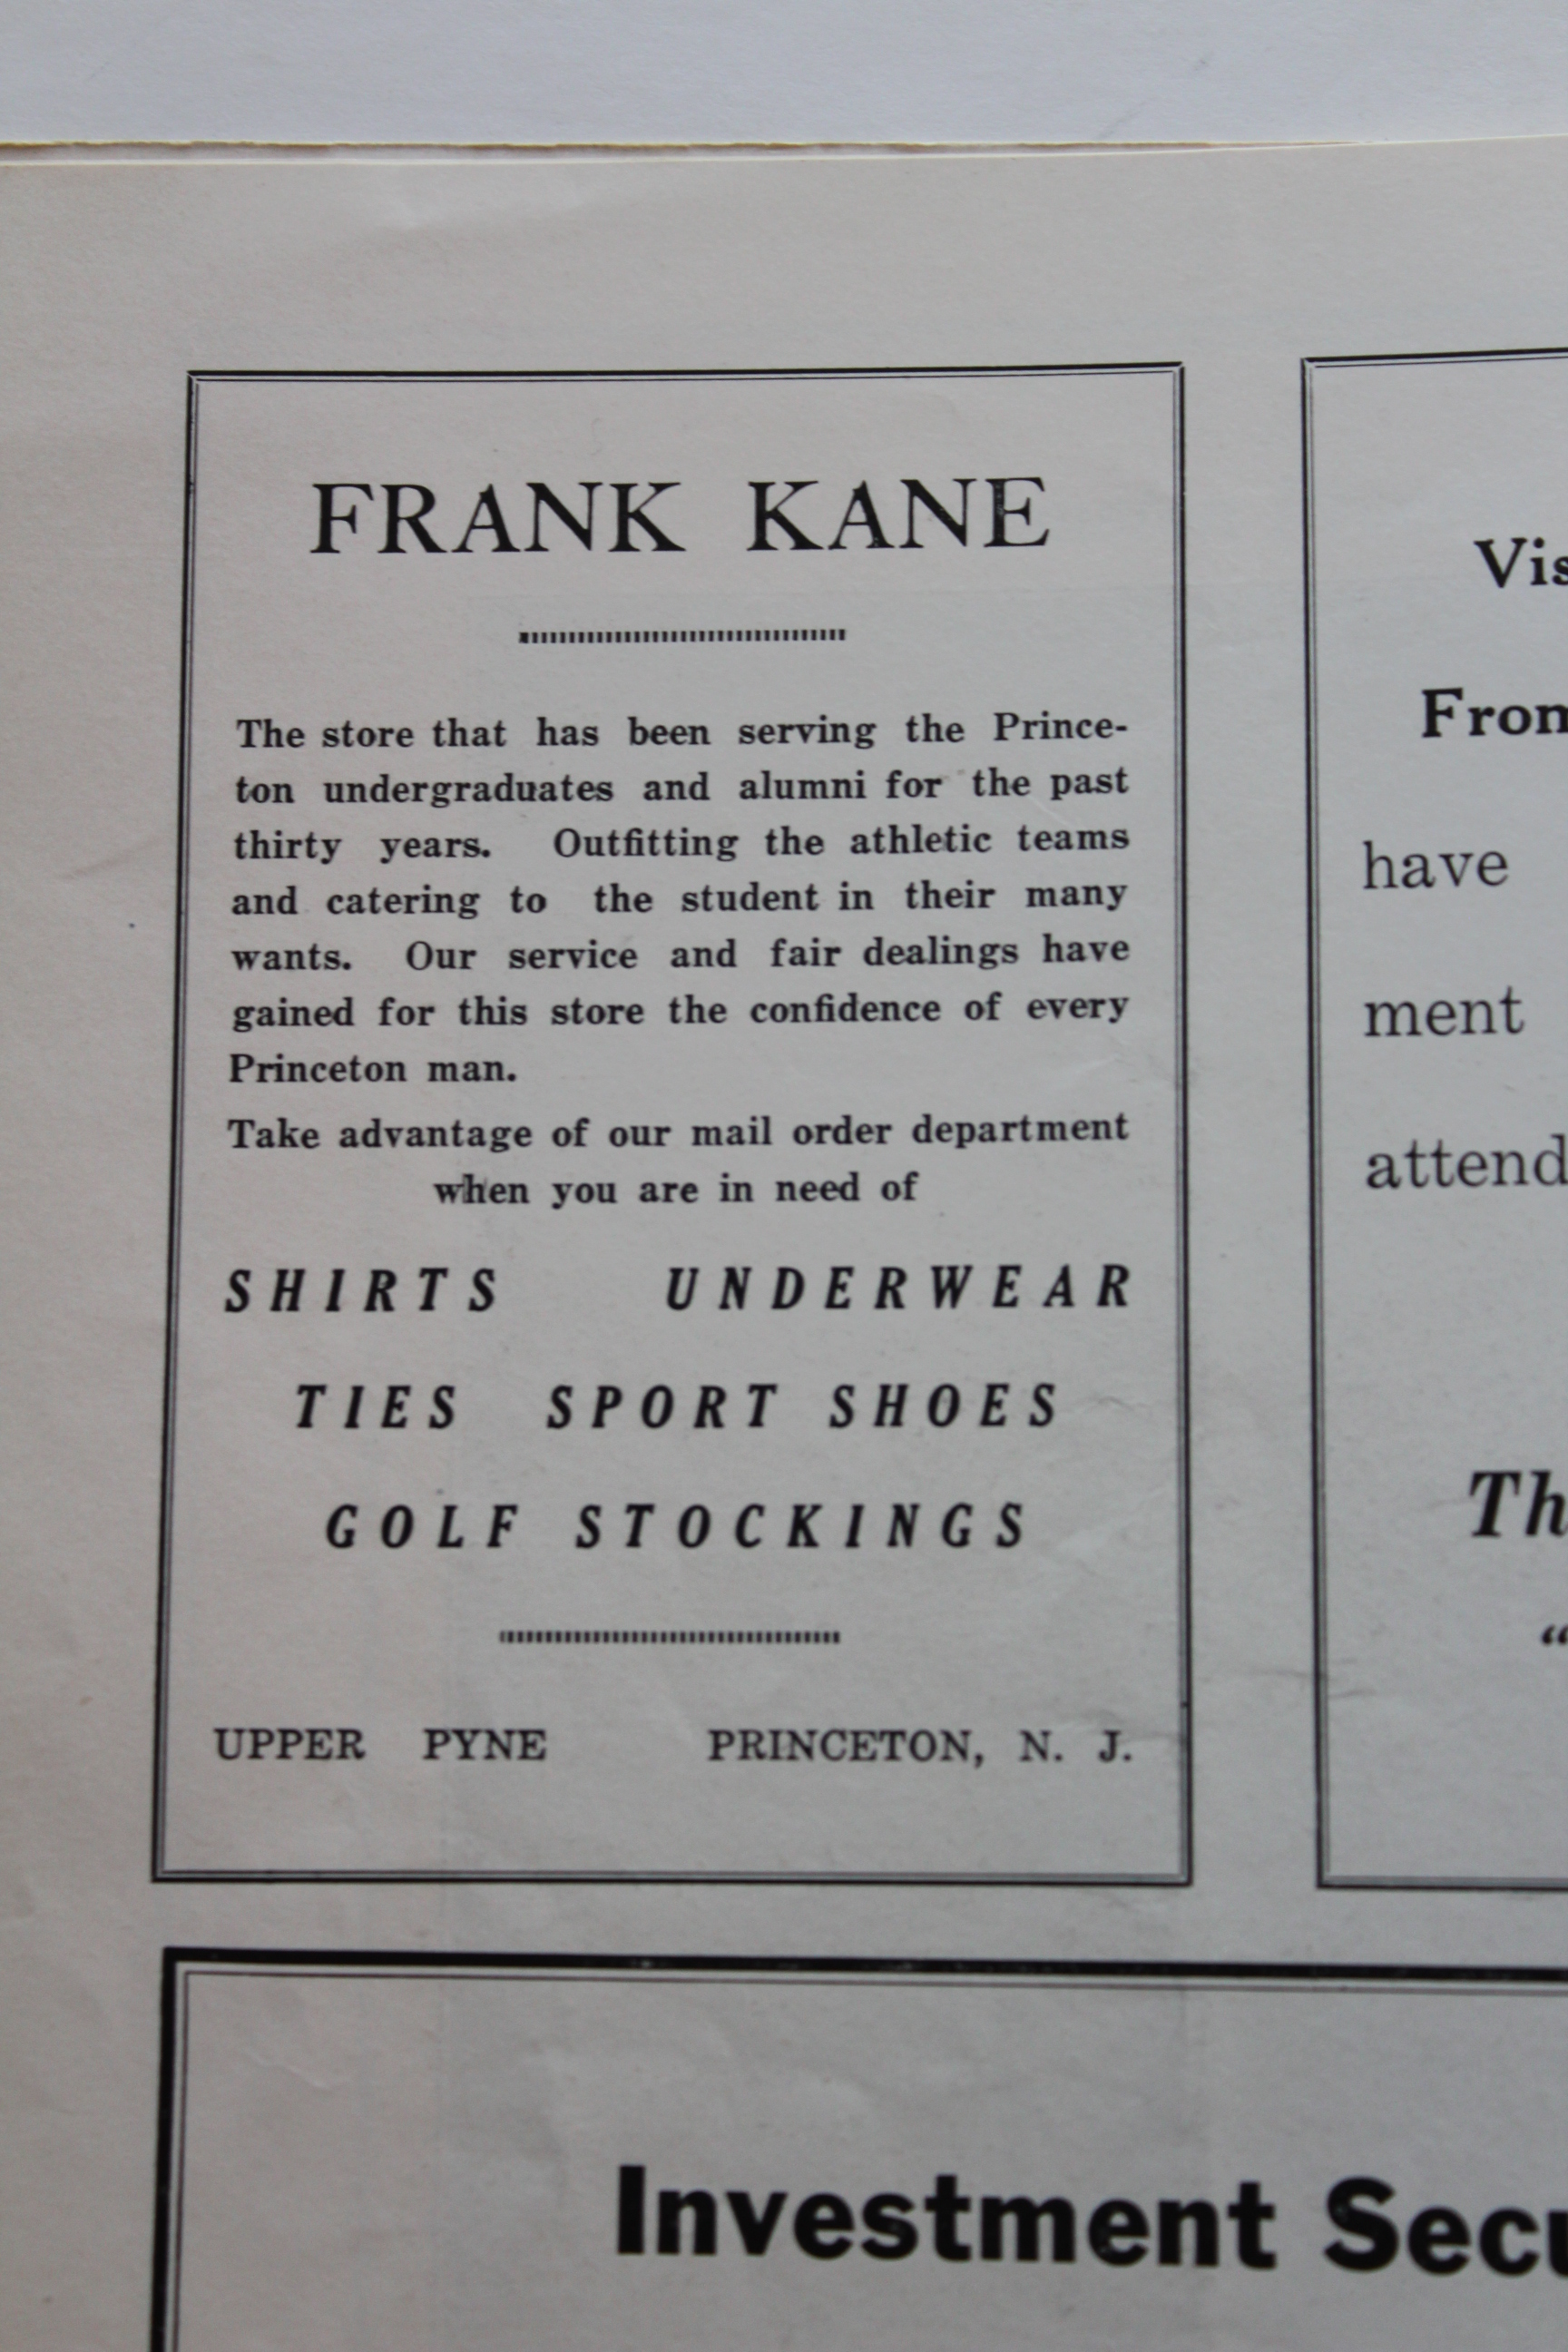 FRANK KANE
The store that has been serving the Prince-
ton undergraduates and alumni for the past
thirty years. Outfitting the athletic teams
and catering to the student in their many
wants. Our service and fair dealings have
gained for this store the confidence of every
Princeton man.
Take advantage of our mail order department
when you are in need of
SHIRTS UNDERWEAR
TIES SPORT SHOES
GOLF STOCKINGS
UPPER PYNE PRINCETON, N. J.
Vis
From
have
ment
attend
Th
“
Investment Secu